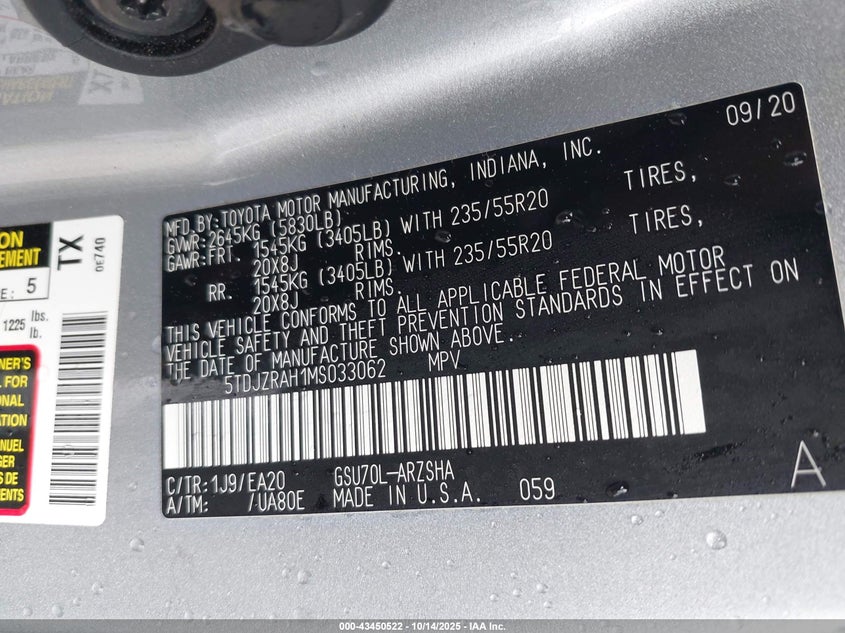 09/20
MFD.BY:TOYOTA MOTOR MANUFACTURING, INDIANA, INC.
GVWR:2645KG (5830LB)
GAWR:FRT. 1545KG (3405LB) WITH 235/55R20 TIRES,
20X8J RIMS.
RR. 1545KG (3405LB) WITH 235/55R20 TIRES,
20X8J RIMS.
THIS VEHICLE CONFORMS TO ALL APPLICABLE FEDERAL MOTOR
VEHICLE SAFETY AND THEFT PREVENTION STANDARDS IN EFFECT ON
THE DATE OF MANUFACTURE SHOWN ABOVE.
5TDJZRAH1MS033062 MPV
C/TR:1J9/EA20 GSU70L-ARZSHA
A/TM: /UA80E MADE IN U.S.A. 059
A
TX
0E740
5
1225 lbs.
lb.
FOR
000-43450522 - 10/14/2025 - IAA Inc.